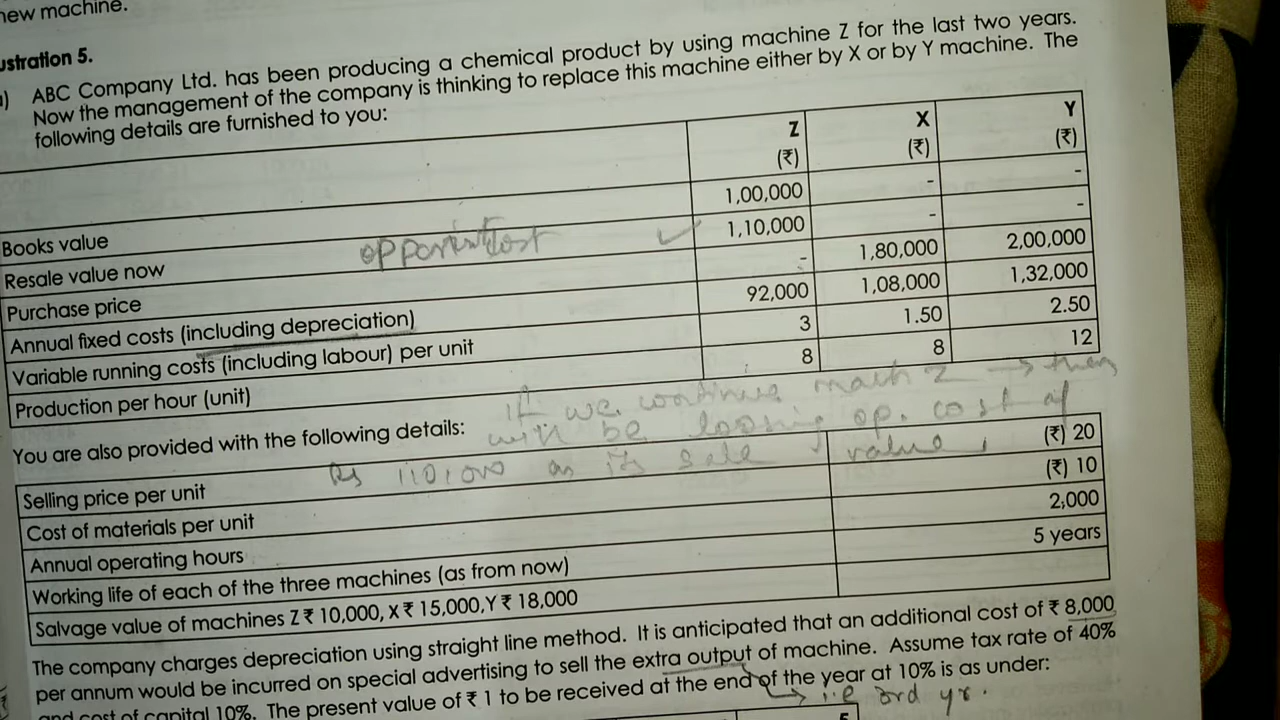 new machine.
ustration 5.
ABC Company Ltd. has been producing a chemical product by using machine Z for the last two years.
Now the management of the company is thinking to replace this machine either by X or by Y machine. The
following details are furnished to you:
Z X Y
(₹) (₹) (₹)
Books value 1,00,000 - -
Resale value now 1,10,000 - -
Purchase price - 1,80,000 2,00,000
Annual fixed costs (including depreciation) 92,000 1,08,000 1,32,000
Variable running costs (including labour) per unit 3 1.50 2.50
Production per hour (unit) 8 8 12
if we continue mach Z → then
You are also provided with the following details:
will be loosing op. cost of
Rs 110,000 as its sale value,
Selling price per unit (₹) 20
Cost of materials per unit (₹) 10
Annual operating hours 2,000
Working life of each of the three machines (as from now) 5 years
Salvage value of machines Z ₹ 10,000, X ₹ 15,000,Y ₹ 18,000
The company charges depreciation using straight line method. It is anticipated that an additional cost of ₹ 8,000
per annum would be incurred on special advertising to sell the extra output of machine. Assume tax rate of 40%
and cost of capital 10%. The present value of ₹ 1 to be received at the end of the year at 10% is as under:
→ i.e 3rd yr.
5